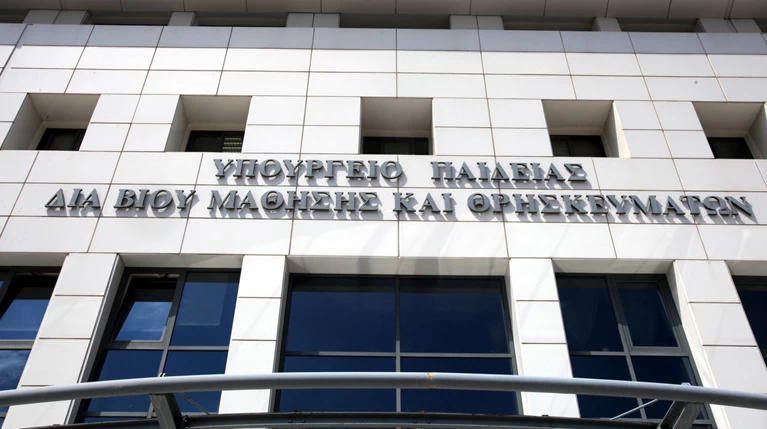 ΥΠΟΥΡΓΕΙΟ ΠΑΙΔΕΙΑΣ
ΔΙΑ ΒΙΟΥ ΜΑΘΗΣΗΣ ΚΑΙ ΘΡΗΣΚΕΥΜΑΤΩΝ